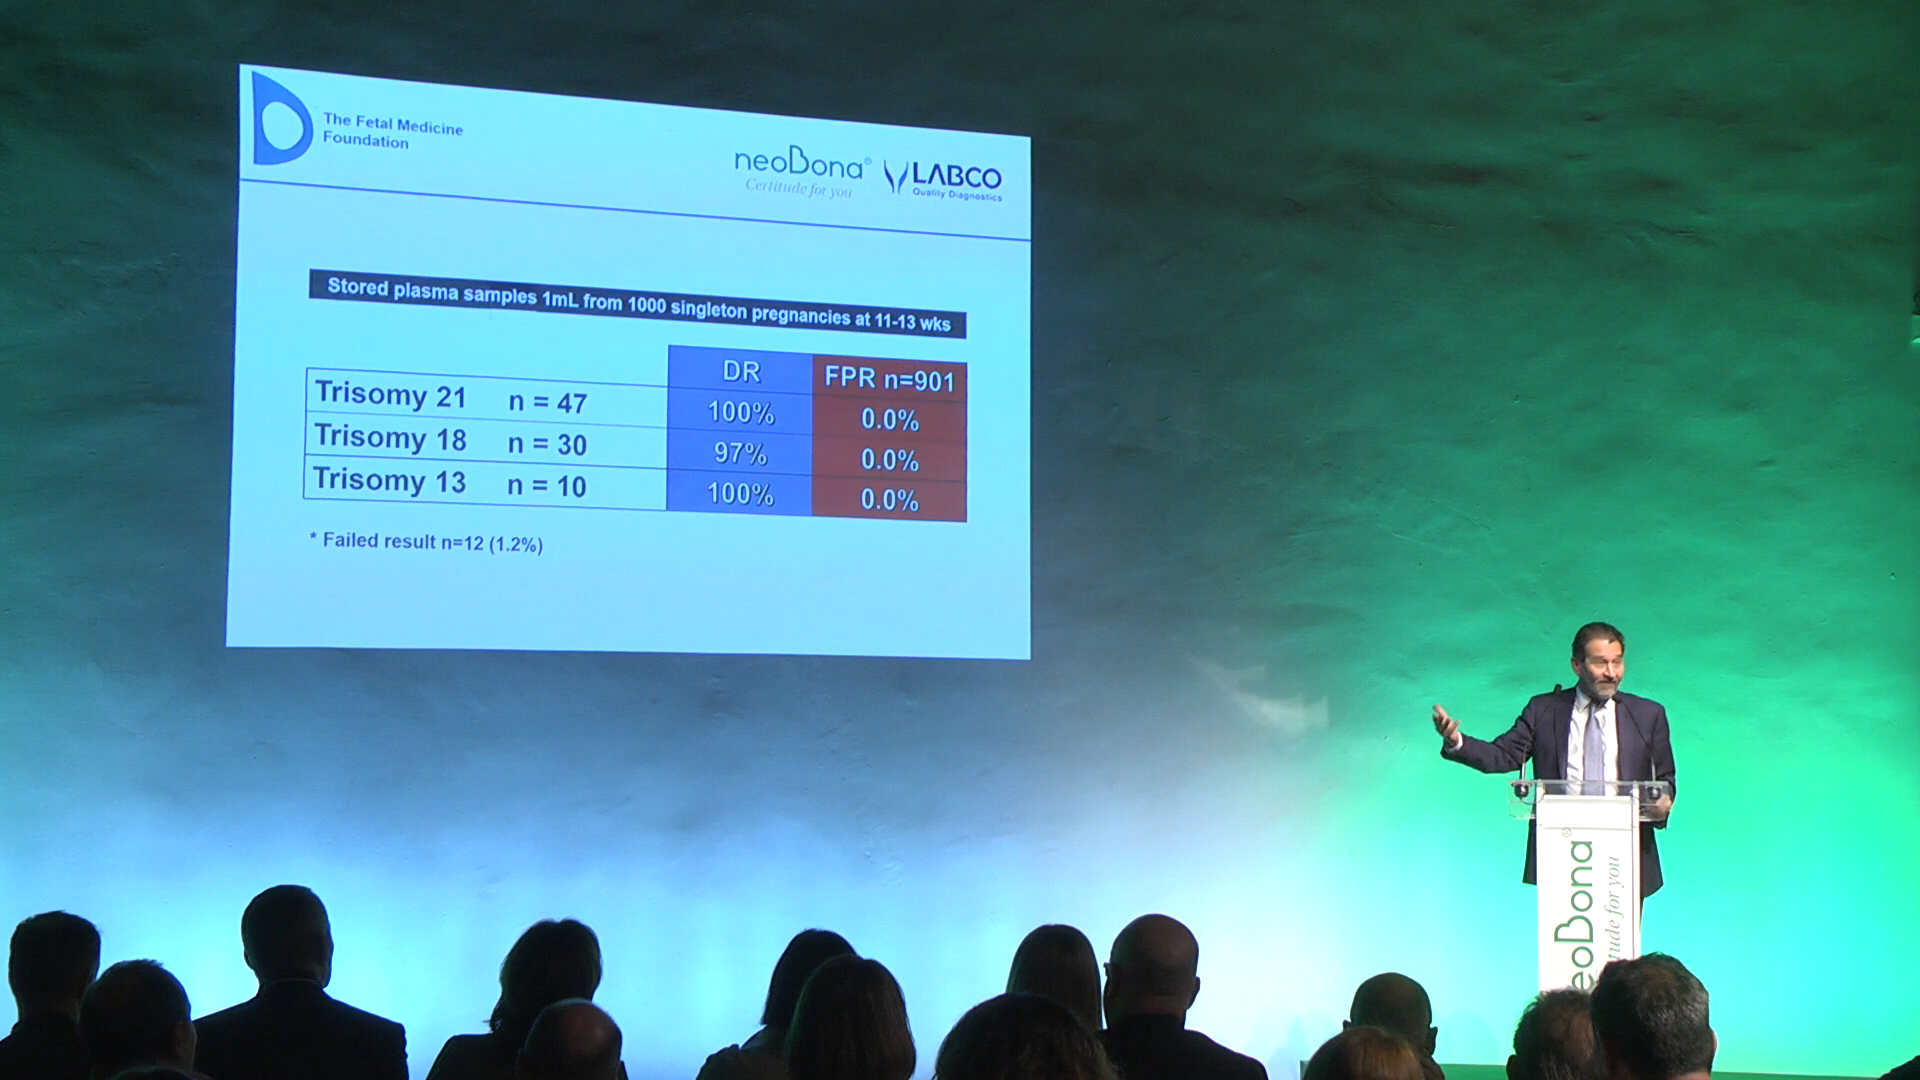 The Fetal Medicine
Foundation
neoBona®
Certitude for you
LABCO
Quality Diagnostics
Stored plasma samples 1mL from 1000 singleton pregnancies at 11-13 wks
DR FPR n=901
Trisomy 21 n = 47 100% 0.0%
Trisomy 18 n = 30 97% 0.0%
Trisomy 13 n = 10 100% 0.0%
* Failed result n=12 (1.2%)
eoBona®
tude for you